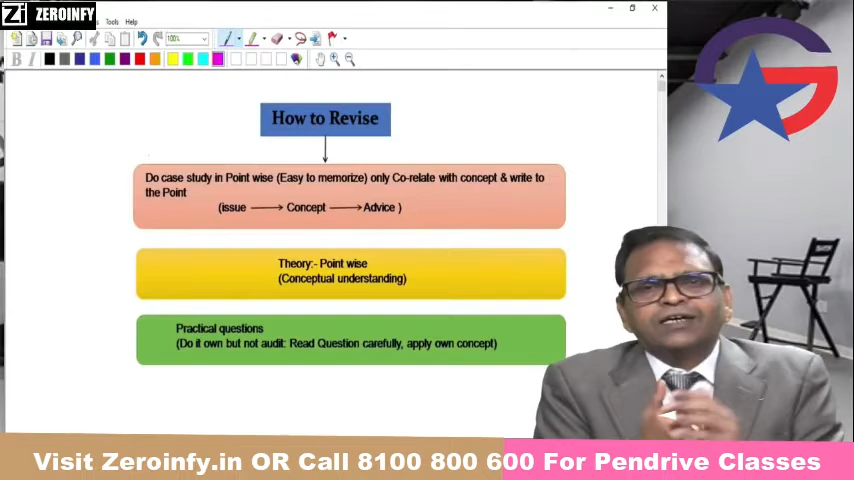 Zi ZEROINFY
Tools Help
100%
B I
How to Revise
Do case study in Point wise (Easy to memorize) only Co-relate with concept & write to
the Point
(issue Concept Advice )
Theory:- Point wise
(Conceptual understanding)
Practical questions
(Do it own but not audit: Read Question carefully, apply own concept)
Visit Zeroinfy.in OR Call 8100 800 600 For Pendrive Classes